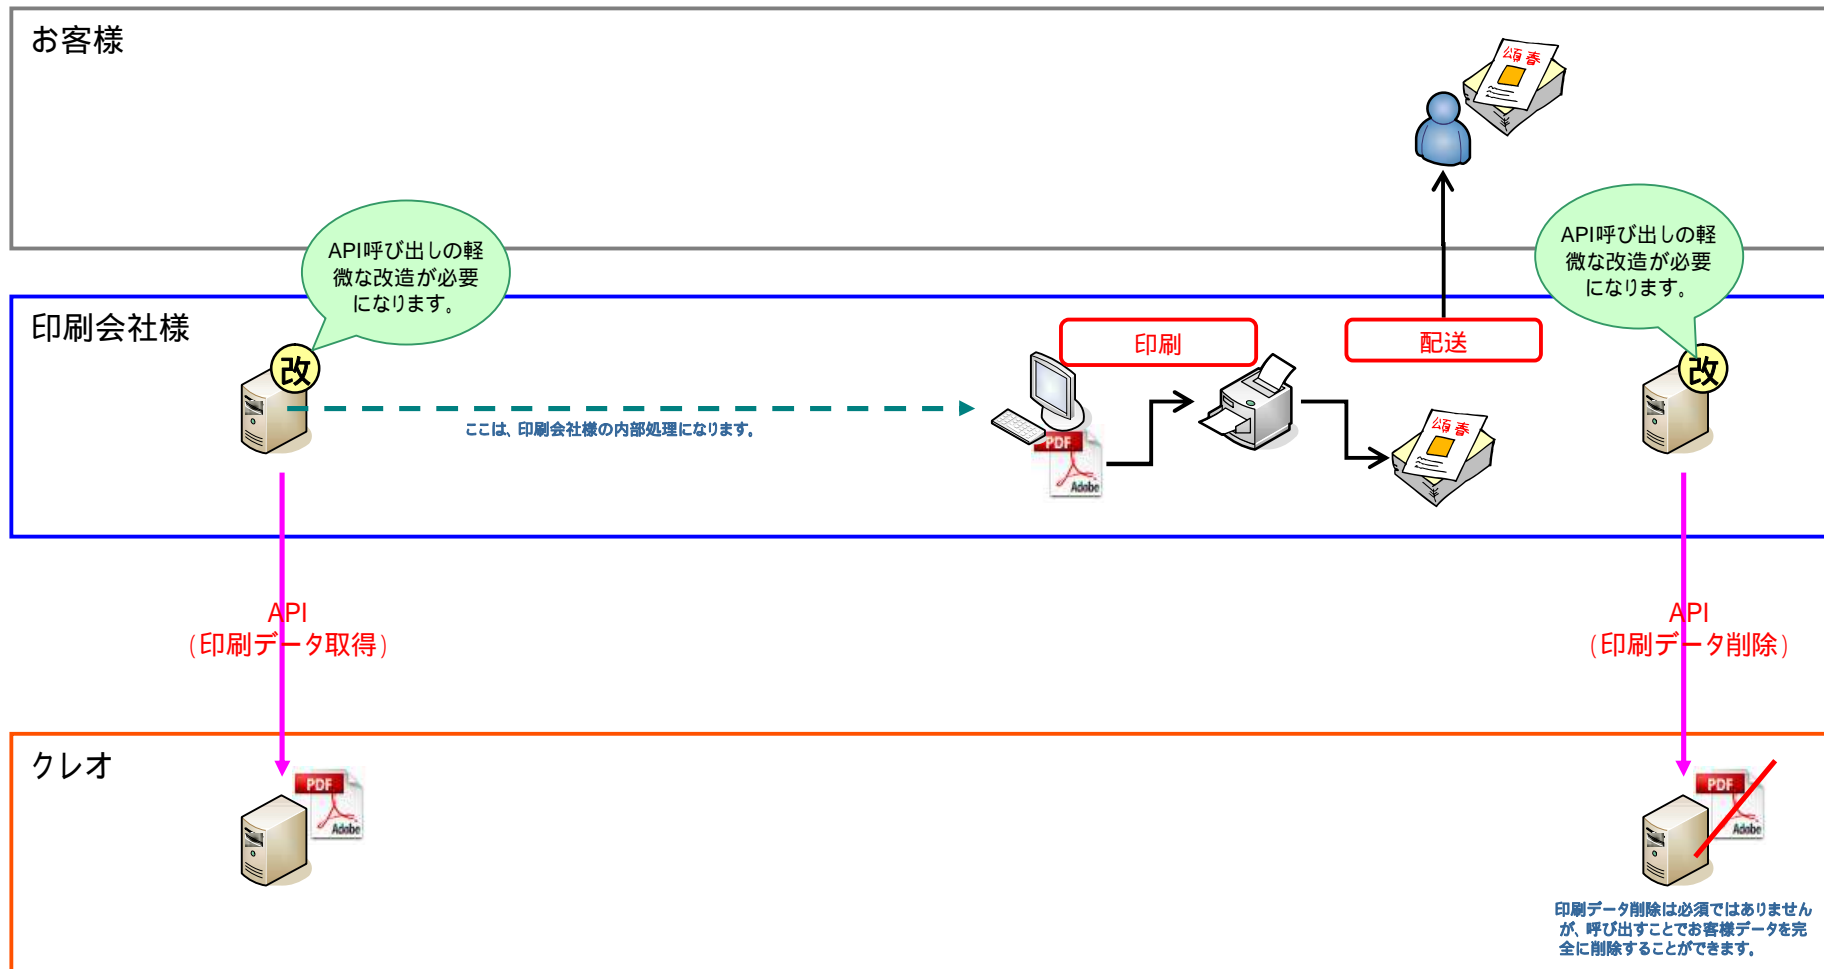 お客様
頌春
API呼び出しの軽
微な改造が必要
になります。
API呼び出しの軽
微な改造が必要
になります。
印刷会社様
改
印刷
配送
改
ここは、印刷会社様の内部処理になります。
PDF
Adobe
頌春
API
(印刷データ取得)
API
(印刷データ削除)
クレオ
PDF
Adobe
PDF
Adobe
印刷データ削除は必須ではありません
が、呼び出すことでお客様データを完
全に削除することができます。